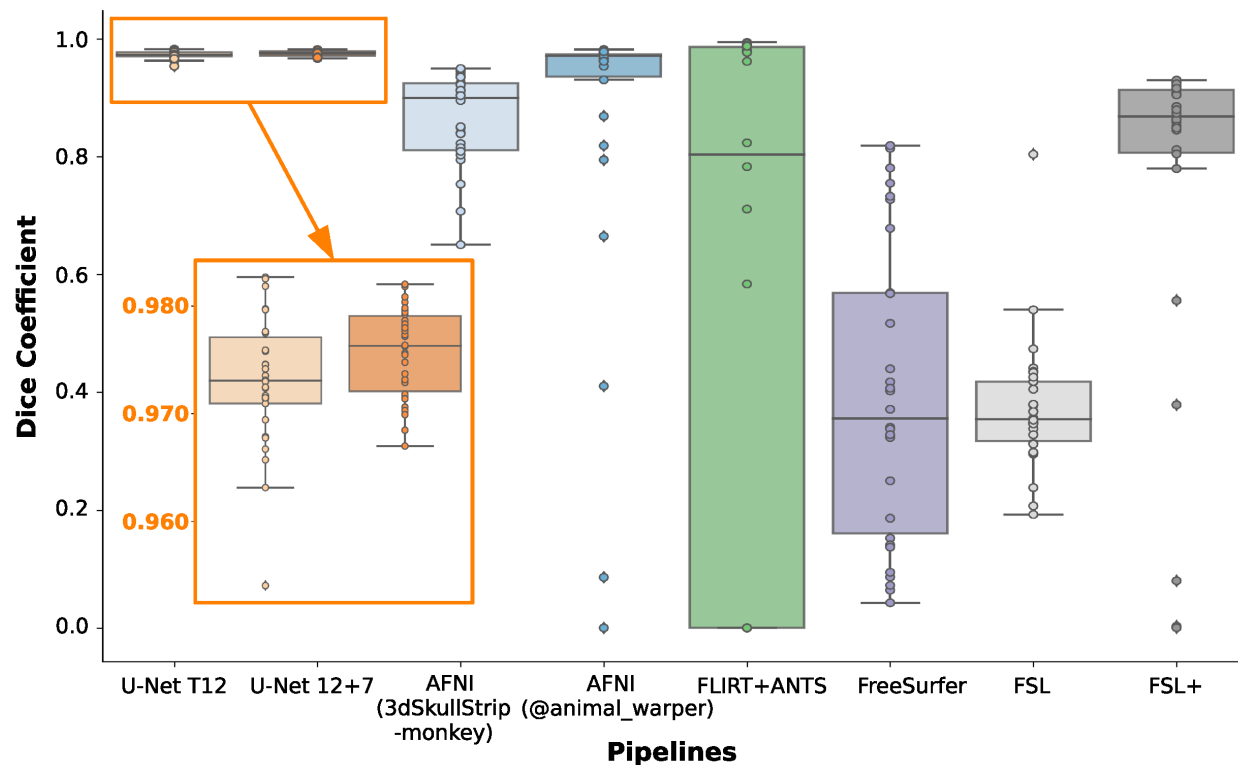 1.0
0.8
0.6
0.4
0.2
0.0
Dice Coefficient
0.980
0.970
0.960
U-Net T12
U-Net 12+7
AFNI
(3dSkullStrip
-monkey)
AFNI
(@animal_warper)
FLIRT+ANTS
FreeSurfer
FSL
FSL+
Pipelines